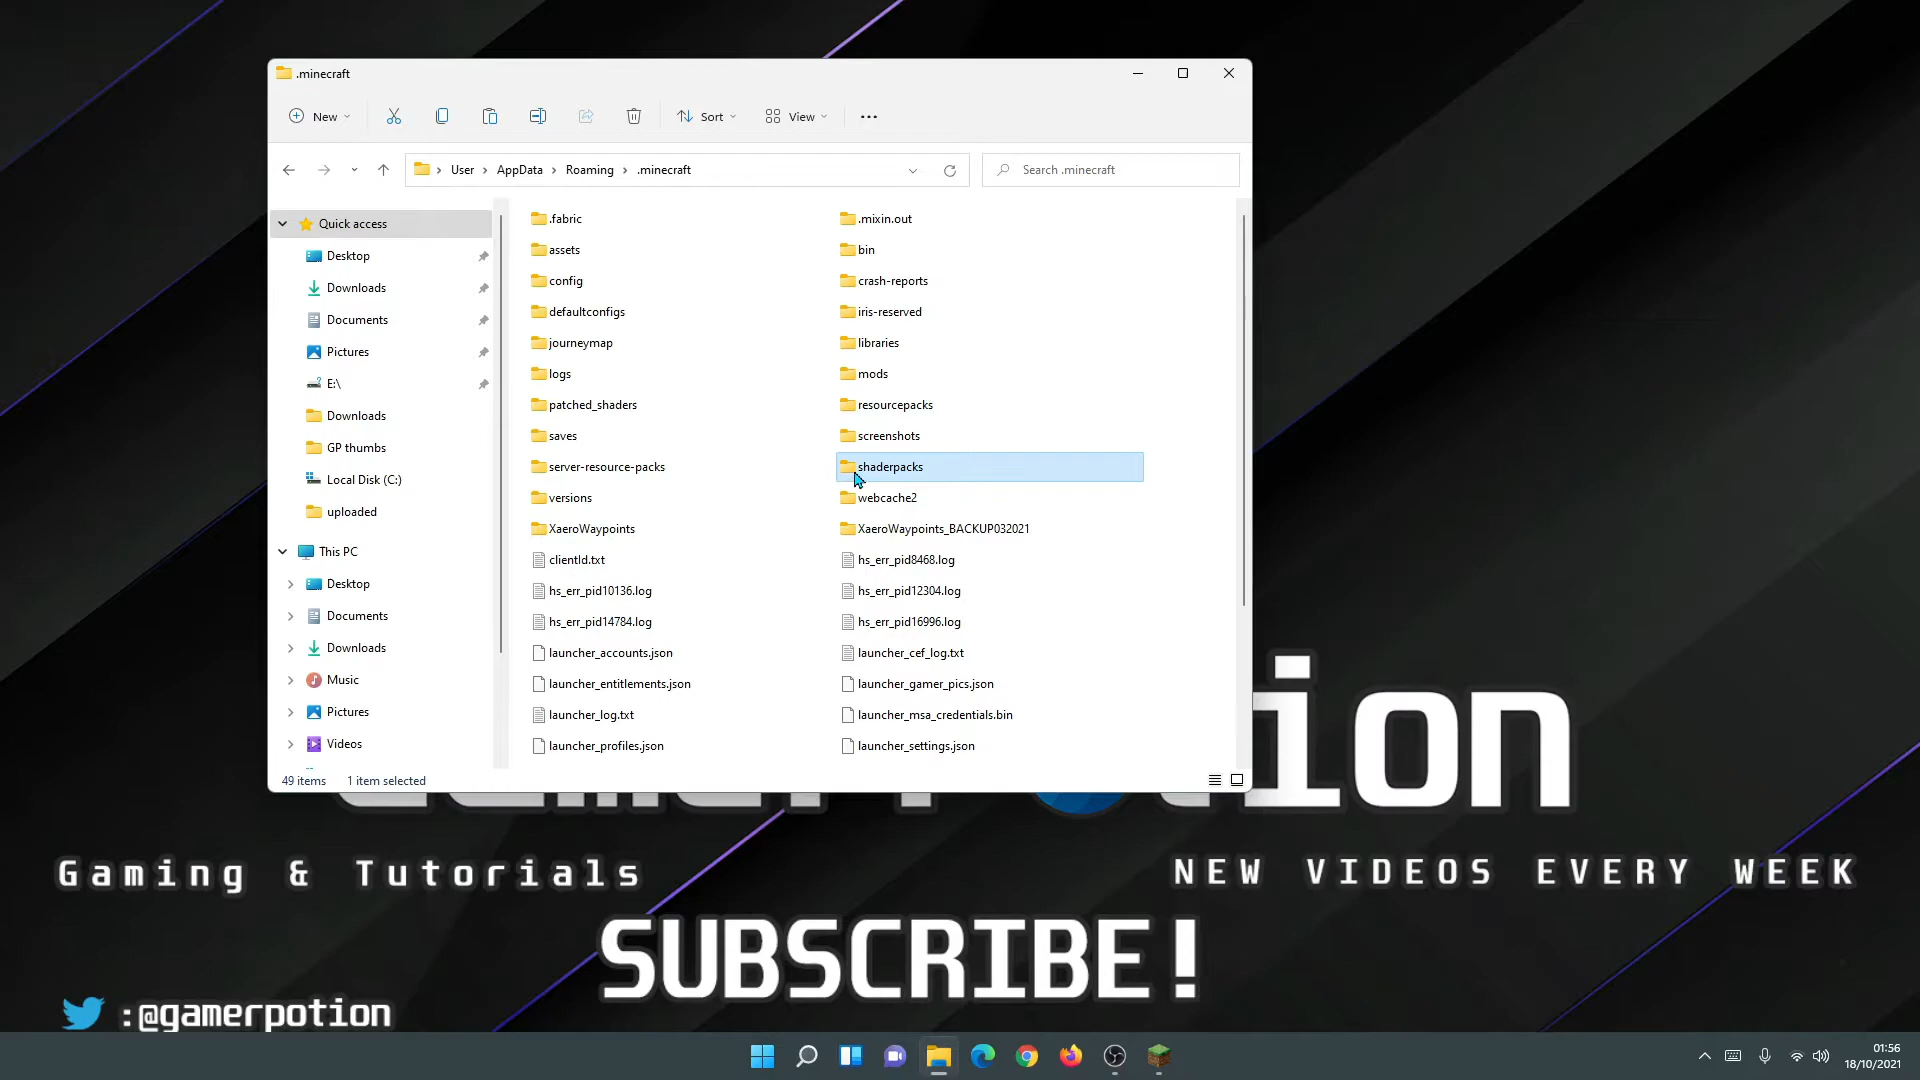 .minecraft
New
Sort
View
User
AppData
Roaming
.minecraft
Search .minecraft
Quick access
Desktop
Downloads
Documents
Pictures
E:\
Downloads
GP thumbs
Local Disk (C:)
uploaded
This PC
Desktop
Documents
Downloads
Music
Pictures
Videos
.fabric
.mixin.out
assets
bin
config
crash-reports
defaultconfigs
iris-reserved
journeymap
libraries
logs
mods
patched_shaders
resourcepacks
saves
screenshots
server-resource-packs
shaderpacks
versions
webcache2
XaeroWaypoints
XaeroWaypoints_BACKUP032021
clientId.txt
hs_err_pid8468.log
hs_err_pid10136.log
hs_err_pid12304.log
hs_err_pid14784.log
hs_err_pid16996.log
launcher_accounts.json
launcher_cef_log.txt
launcher_entitlements.json
launcher_gamer_pics.json
launcher_log.txt
launcher_msa_credentials.bin
launcher_profiles.json
launcher_settings.json
49 items
1 item selected
Gaming & Tutorials
NEW VIDEOS EVERY WEEK
SUBSCRIBE!
:@gamerpotion
01:56
18/10/2021